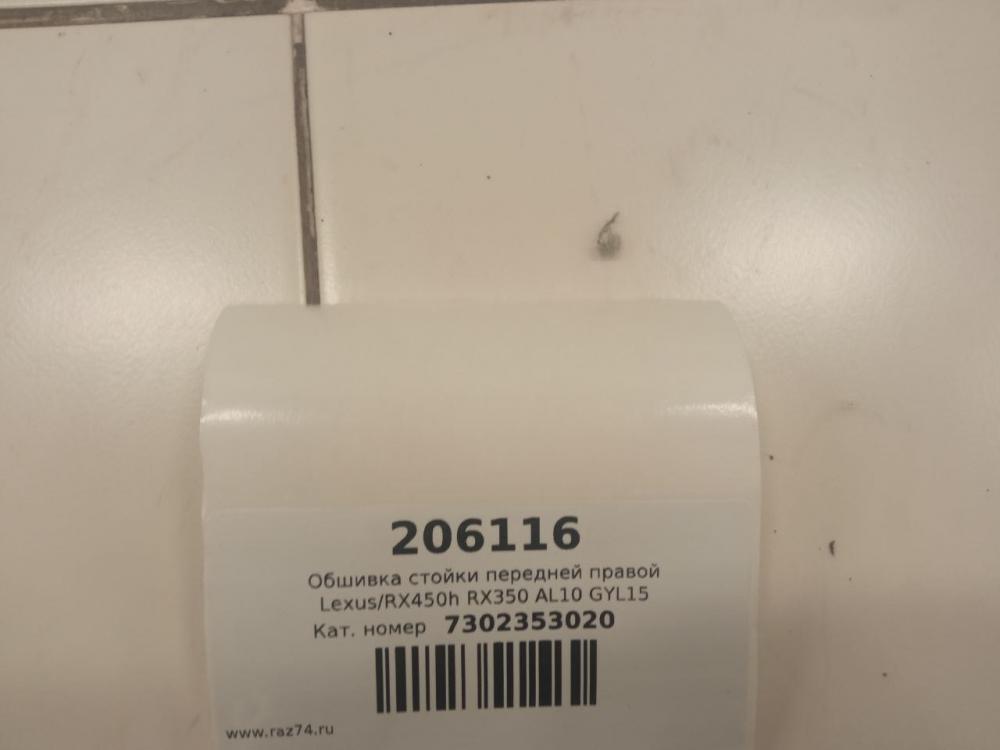 206116
Обшивка стойки передней правой
Lexus/RX450h RX350 AL10 GYL15
Кат. номер 7302353020
www.raz74.ru